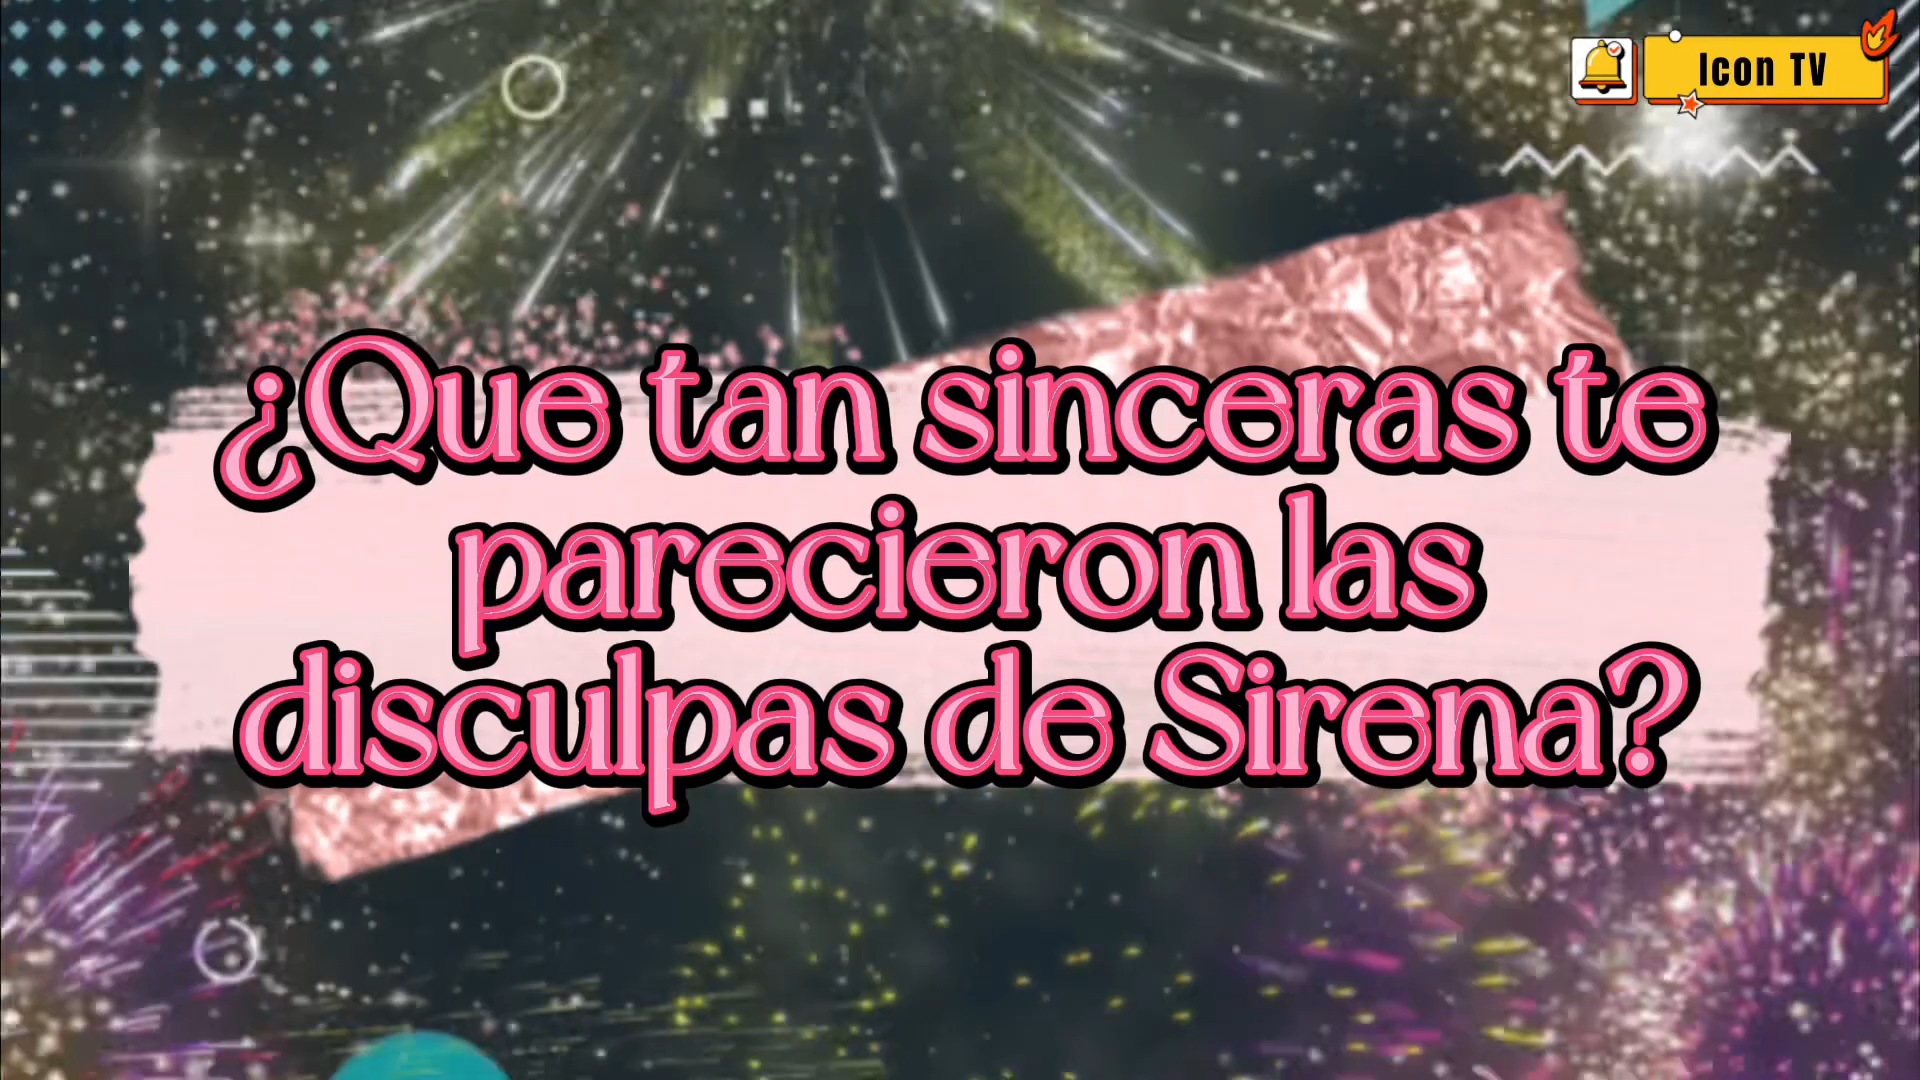 Icon TV
¿Que tan sinceras te
parecieron las
disculpas de Sirena?